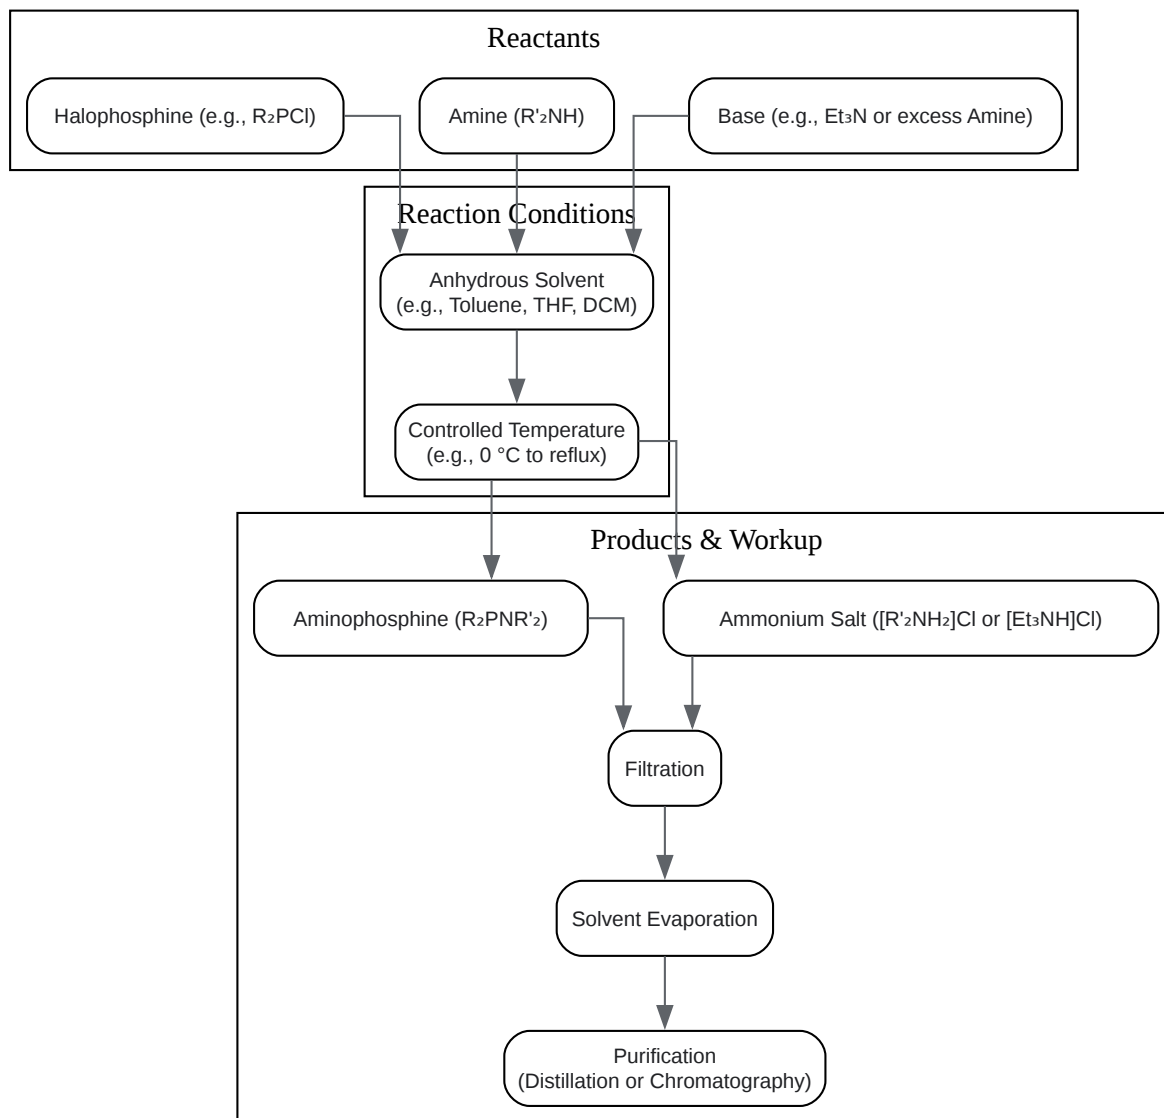 Reactants
Halophosphine (e.g., R₂PCl)
Amine (R'₂NH)
Base (e.g., Et₃N or excess Amine)
Reaction Conditions
Anhydrous Solvent
(e.g., Toluene, THF, DCM)
Controlled Temperature
(e.g., 0 °C to reflux)
Products & Workup
Aminophosphine (R₂PNR'₂)
Ammonium Salt ([R'₂NH₂]Cl or [Et₃NH]Cl)
Filtration
Solvent Evaporation
Purification
(Distillation or Chromatography)